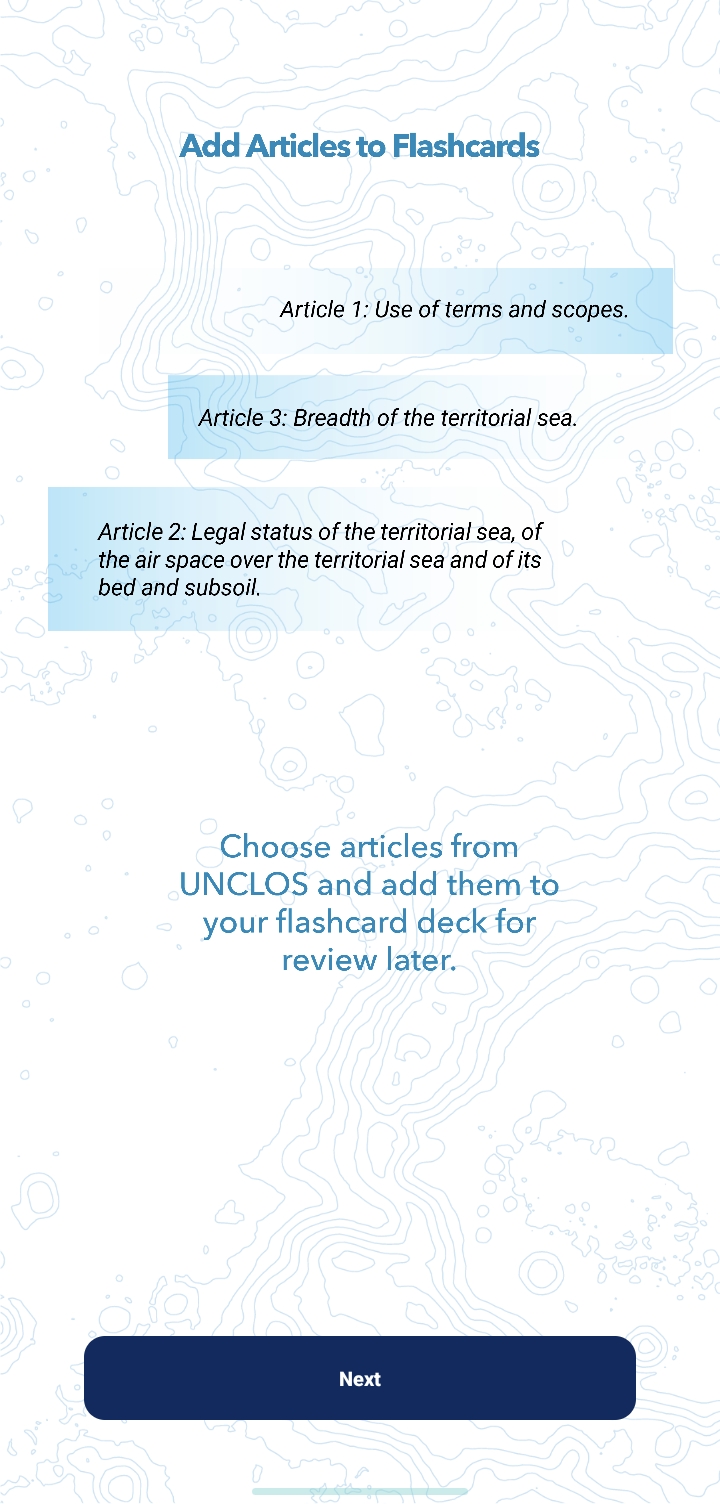 Add Articles to Flashcards
Article 1: Use of terms and scopes.
Article 3: Breadth of the territorial sea.
Article 2: Legal status of the territorial sea, of
the air space over the territorial sea and of its
bed and subsoil.
Choose articles from
UNCLOS and add them to
your flashcard deck for
review later.
Next